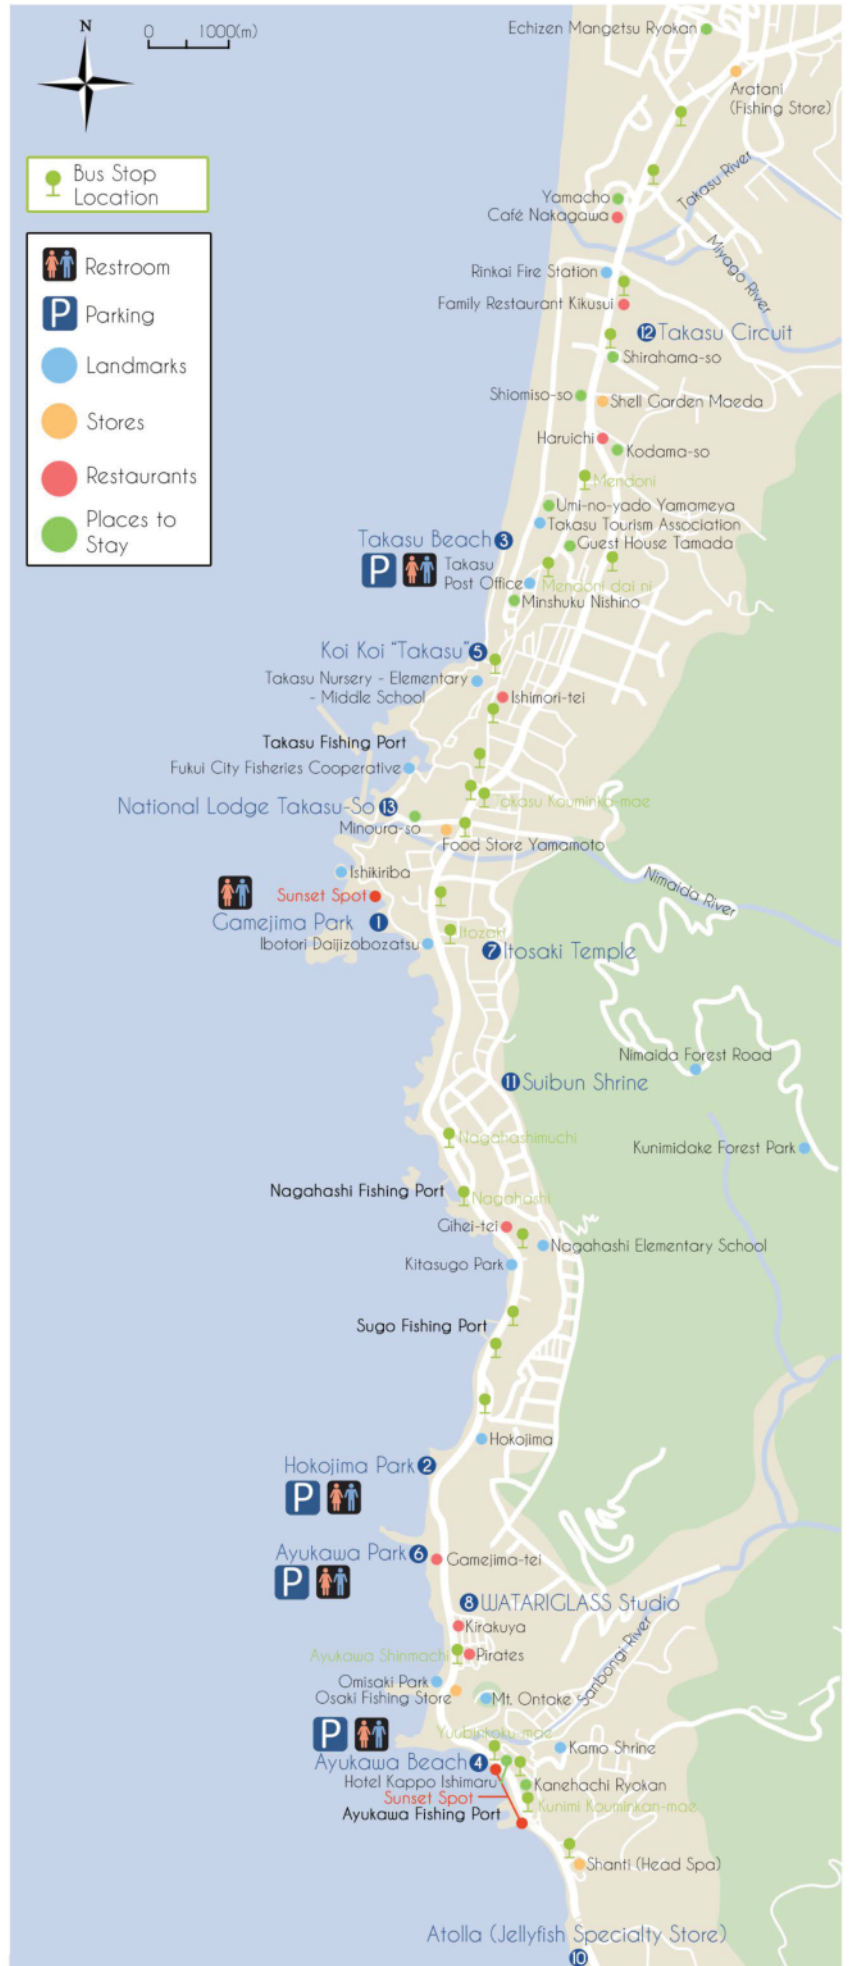 N
0 1000(m)
Bus Stop
Location
Restroom
P Parking
Landmarks
Stores
Restaurants
Places to
Stay
Echizen Mangetsu Ryokan
Aratani
(Fishing Store)
Takasu River
Yamacho
Café Nakagawa
Miyago River
Rinkai Fire Station
Family Restaurant Kikusui
12 Takasu Circuit
Shirahama-so
Shiomiso-so
Shell Garden Maeda
Haruichi
Kodama-so
Mendoni
Umi-no-yado Yamameya
Takasu Tourism Association
Takasu Beach 3
Guest House Tamada
P
Takasu
Post Office
Mendoni dai ni
Minshuku Nishino
Koi Koi “Takasu” 5
Takasu Nursery - Elementary
- Middle School
Ishimori-tei
Takasu Fishing Port
Fukui City Fisheries Cooperative
Takasu Kouminka-mae
National Lodge Takasu-So 13
Minoura-so
Food Store Yamamoto
Ishikiriba
Nimaida River
Sunset Spot
Gamejima Park 1
Itozaki
Ibotori Daijizobozatsu
7 Itosaki Temple
Nimaida Forest Road
11 Suibun Shrine
Nagahashimuchi
Kunimidake Forest Park
Nagahashi Fishing Port
Nagahashi
Gihei-tei
Nagahashi Elementary School
Kitasugo Park
Sugo Fishing Port
Hokojima
Hokojima Park 2
P
Ayukawa Park 6
Gamejima-tei
P
8 WATARIGLASS Studio
Kirakuya
Ayukawa Shinmachi
Pirates
Sanbongi River
Omisaki Park
Osaki Fishing Store
Mt. Ontoke
P
Yuubinkoku-mae
Kamo Shrine
Ayukawa Beach 4
Hotel Kappo Ishimaru
Kanehachi Ryokan
Sunset Spot
Kunimi Kouminkan-mae
Ayukawa Fishing Port
Shanti (Head Spa)
Atolla (Jellyfish Specialty Store)
10